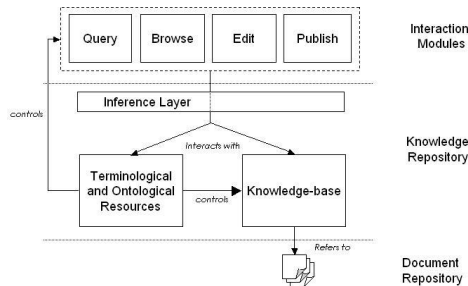 Query
Browse
Edit
Publish
Interaction
Modules
Inference Layer
controls
Interacts with
Knowledge
Repository
Terminological
and Ontological
Resources
controls
Knowledge-base
Refers to
Document
Repository